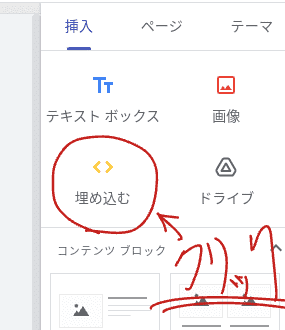 挿入 ページ テーマ
テキスト ボックス 画像
埋め込む ドライブ
コンテンツ ブロック
クリック